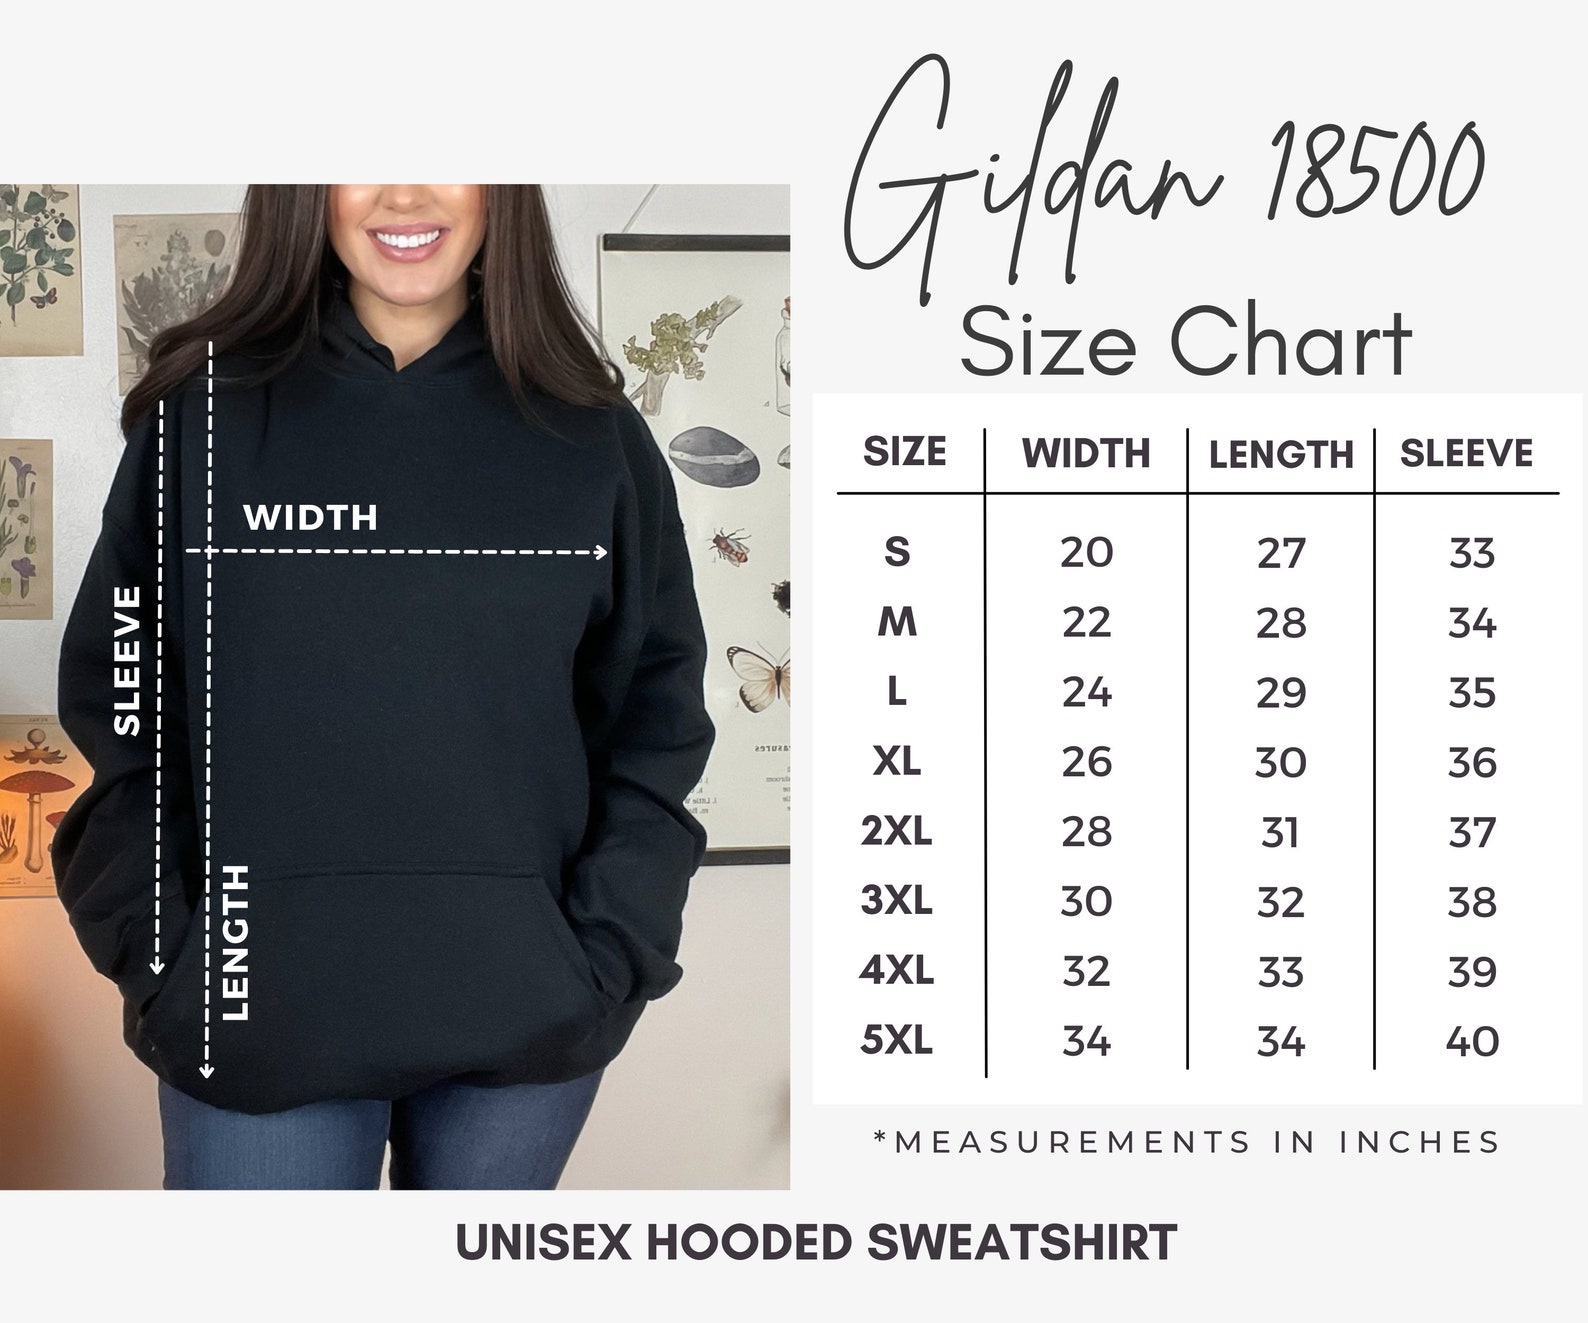 Gildan 18500
Size Chart
SIZE WIDTH LENGTH SLEEVE
S 20 27 33
M 22 28 34
L 24 29 35
XL 26 30 36
2XL 28 31 37
3XL 30 32 38
4XL 32 33 39
5XL 34 34 40
*MEASUREMENTS IN INCHES
WIDTH
SLEEVE
LENGTH
UNISEX HOODED SWEATSHIRT